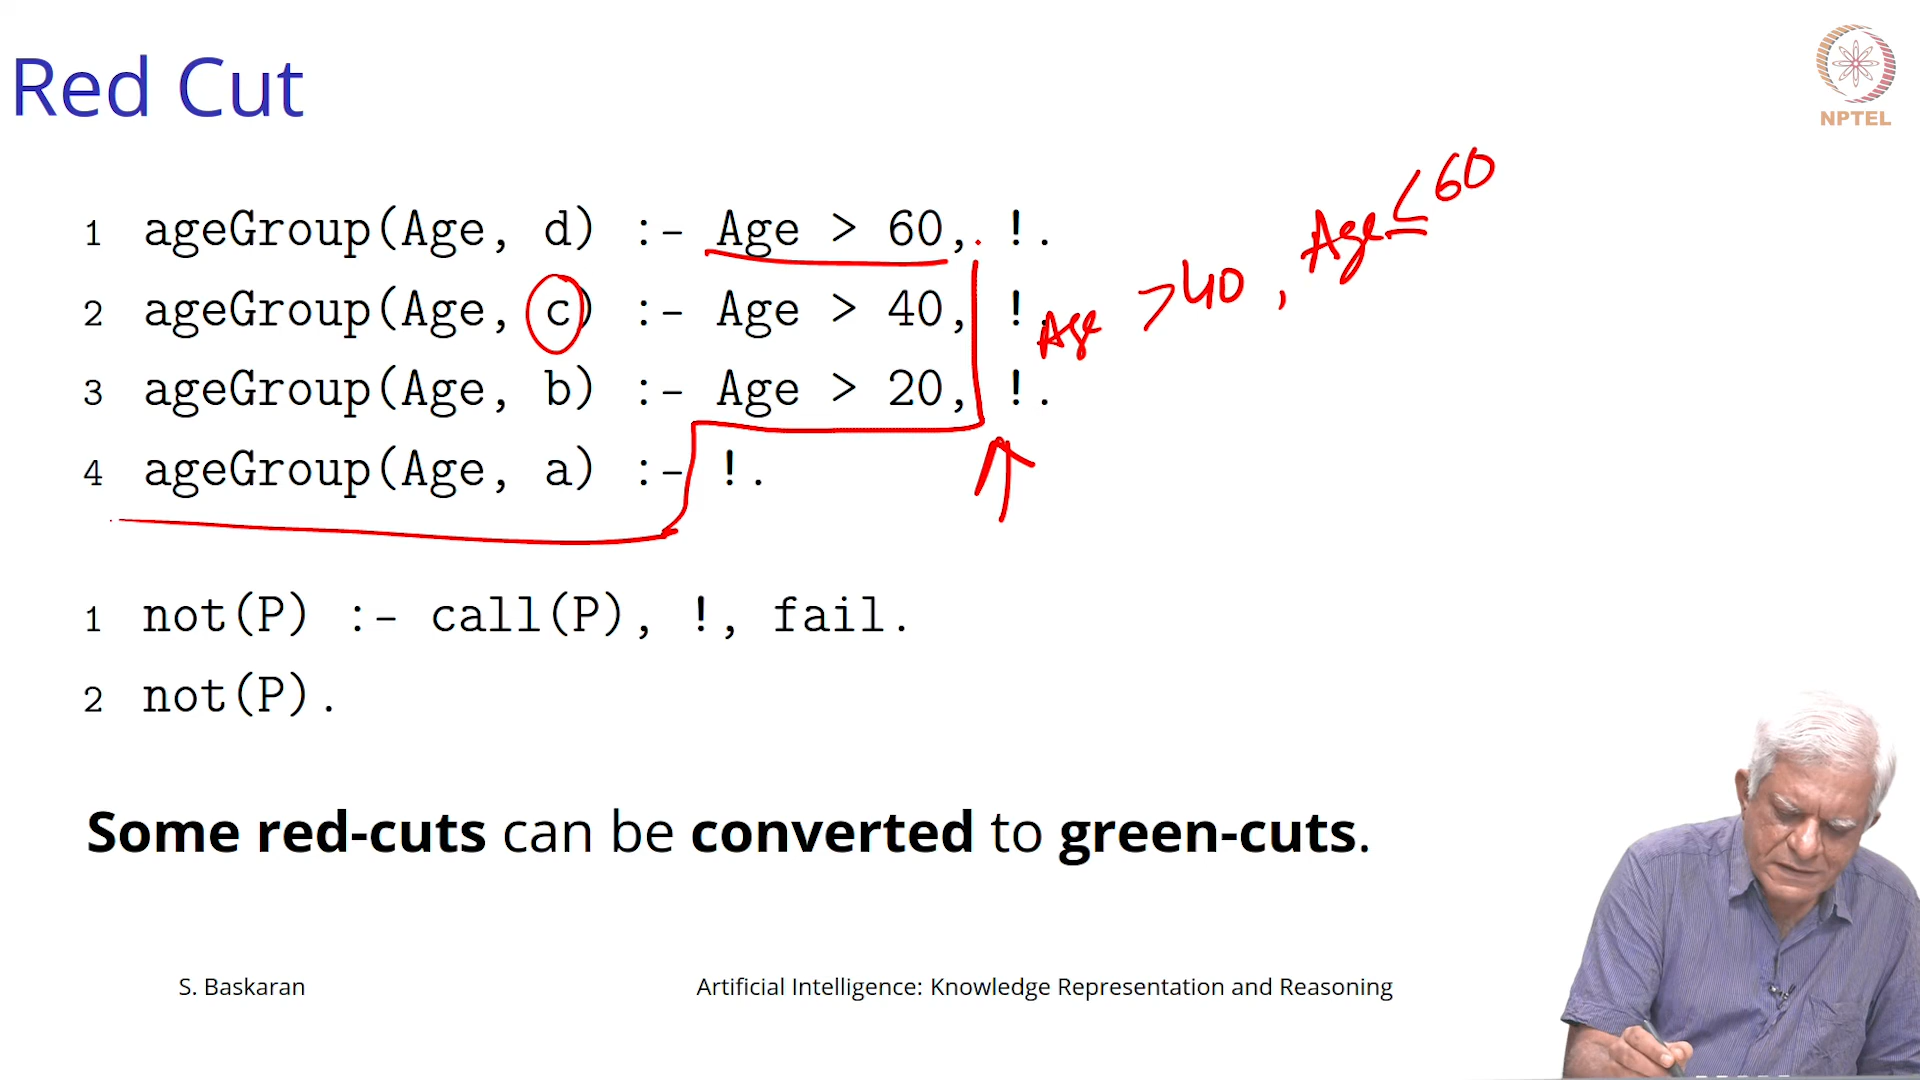 Red Cut
NPTEL
1 ageGroup(Age, d) :- Age > 60, !.
2 ageGroup(Age, c) :- Age > 40, !.
3 ageGroup(Age, b) :- Age > 20, !.
4 ageGroup(Age, a) :- !.
Age > 40 , Age ≤ 60
1 not(P) :- call(P), !, fail.
2 not(P).
Some red-cuts can be converted to green-cuts.
S. Baskaran
Artificial Intelligence: Knowledge Representation and Reasoning